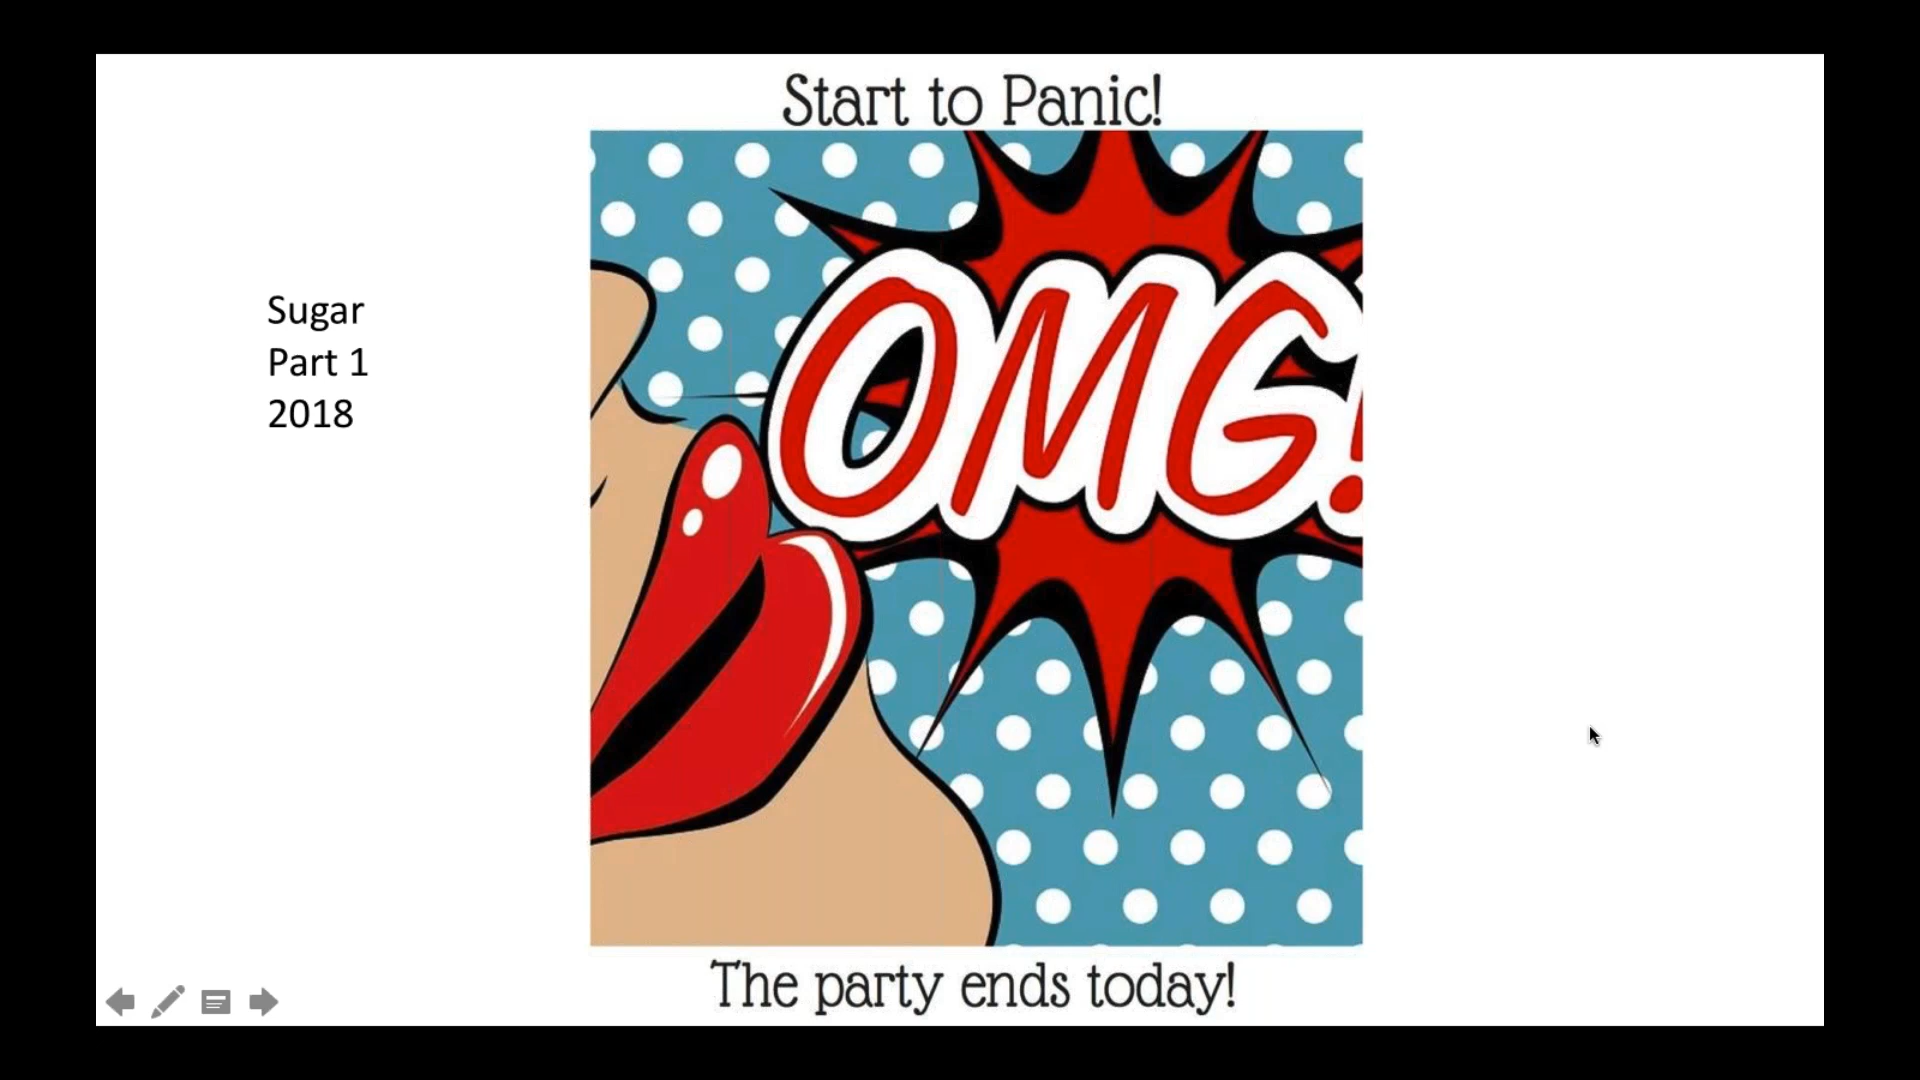 Start to Panic!
Sugar
Part 1
2018
OMG!
The party ends today!